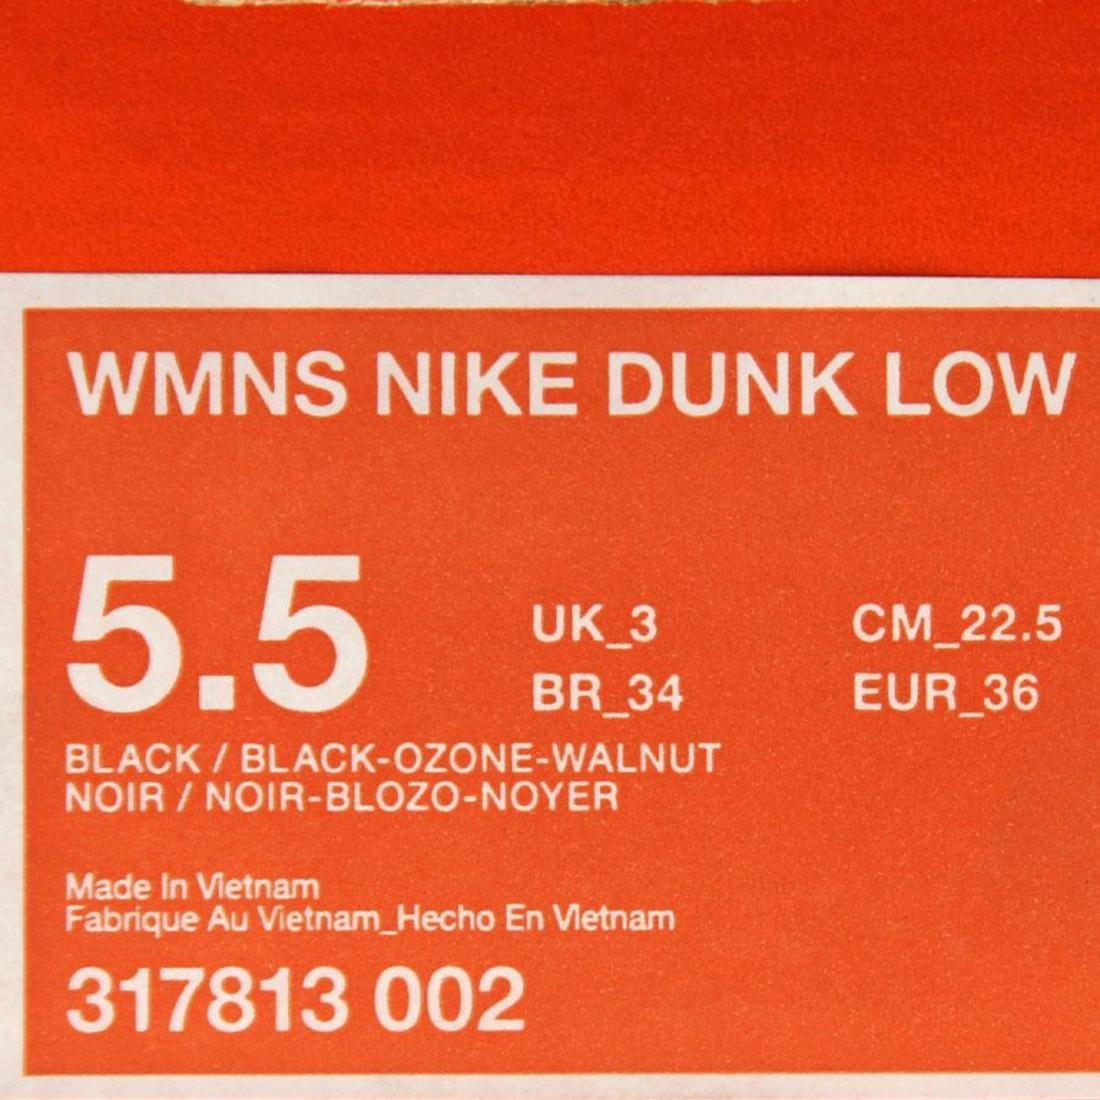 WMNS NIKE DUNK LOW
5.5
UK_3
CM_22.5
BR_34
EUR_36
BLACK / BLACK-OZONE-WALNUT
NOIR / NOIR-BLOZO-NOYER
Made In Vietnam
Fabrique Au Vietnam_Hecho En Vietnam
317813 002